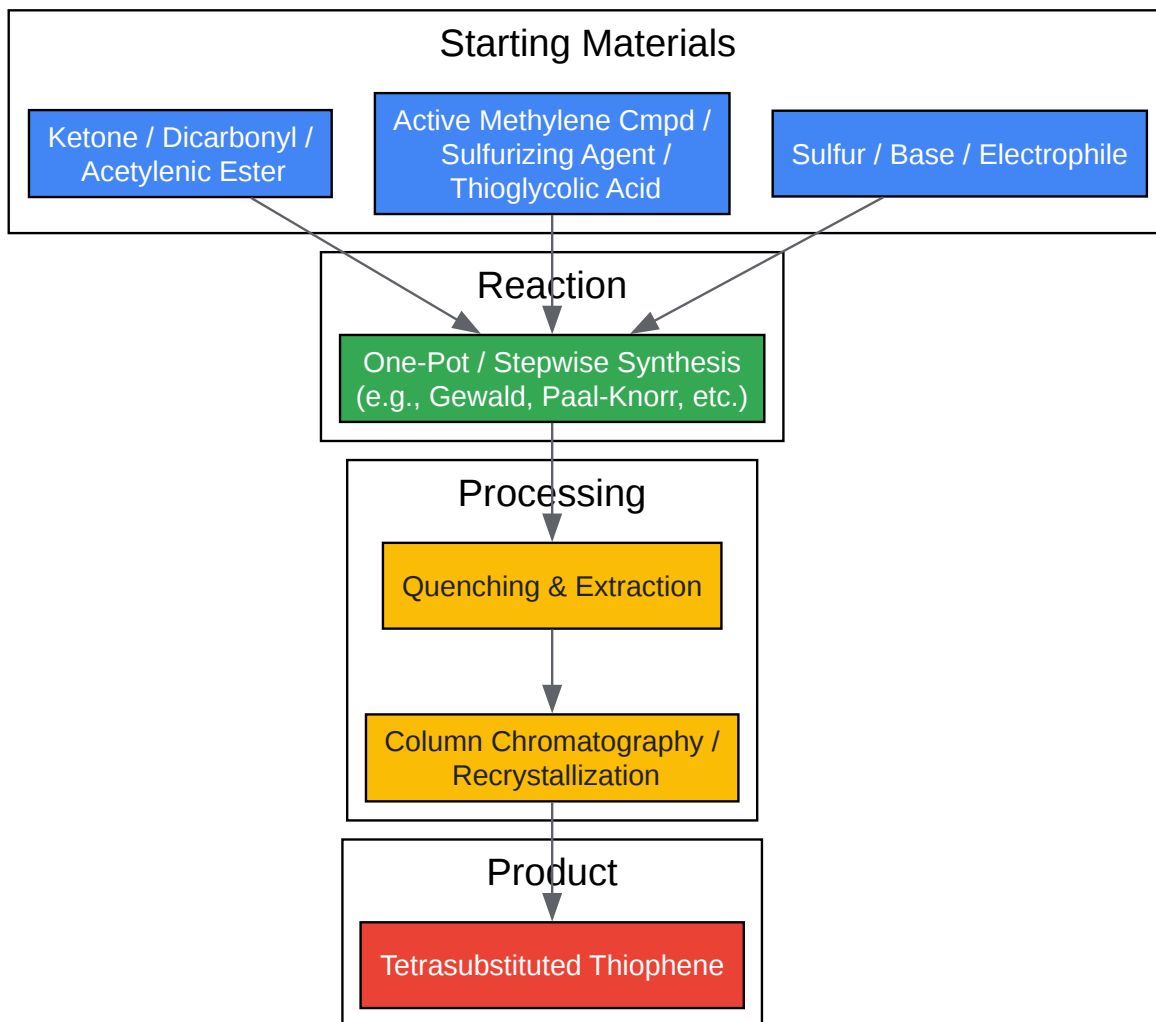 Starting Materials
Ketone / Dicarbonyl /
Acetylenic Ester
Active Methylene Cmpd /
Sulfurizing Agent /
Thioglycolic Acid
Sulfur / Base / Electrophile
Reaction
One-Pot / Stepwise Synthesis
(e.g., Gewald, Paal-Knorr, etc.)
Processing
Quenching & Extraction
Column Chromatography /
Recrystallization
Product
Tetrasubstituted Thiophene